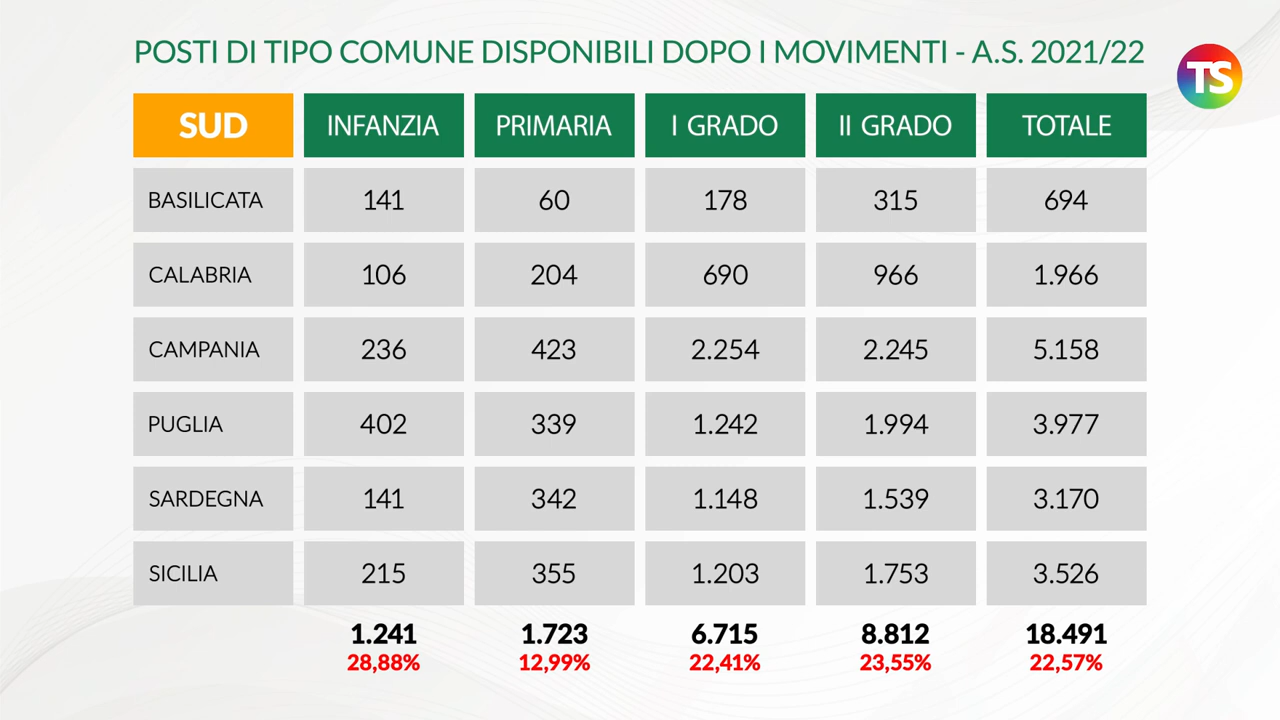 POSTI DI TIPO COMUNE DISPONIBILI DOPO I MOVIMENTI - A.S. 2021/22
TS
SUD INFANZIA PRIMARIA I GRADO II GRADO TOTALE
BASILICATA 141 60 178 315 694
CALABRIA 106 204 690 966 1.966
CAMPANIA 236 423 2.254 2.245 5.158
PUGLIA 402 339 1.242 1.994 3.977
SARDEGNA 141 342 1.148 1.539 3.170
SICILIA 215 355 1.203 1.753 3.526
1.241 1.723 6.715 8.812 18.491
28,88% 12,99% 22,41% 23,55% 22,57%